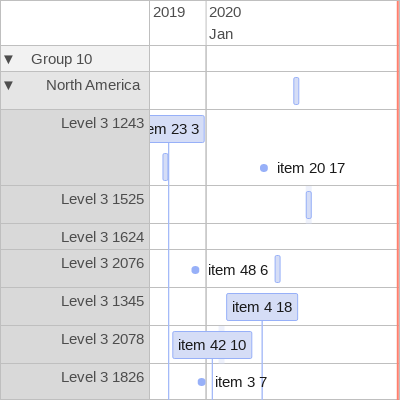 2019 2020
Jan
▼ Group 10
▼ North America
Level 3 1243
em 23 3
item 20 17
Level 3 1525
Level 3 1624
Level 3 2076
item 48 6
Level 3 1345
item 4 18
Level 3 2078
item 42 10
Level 3 1826
item 3 7